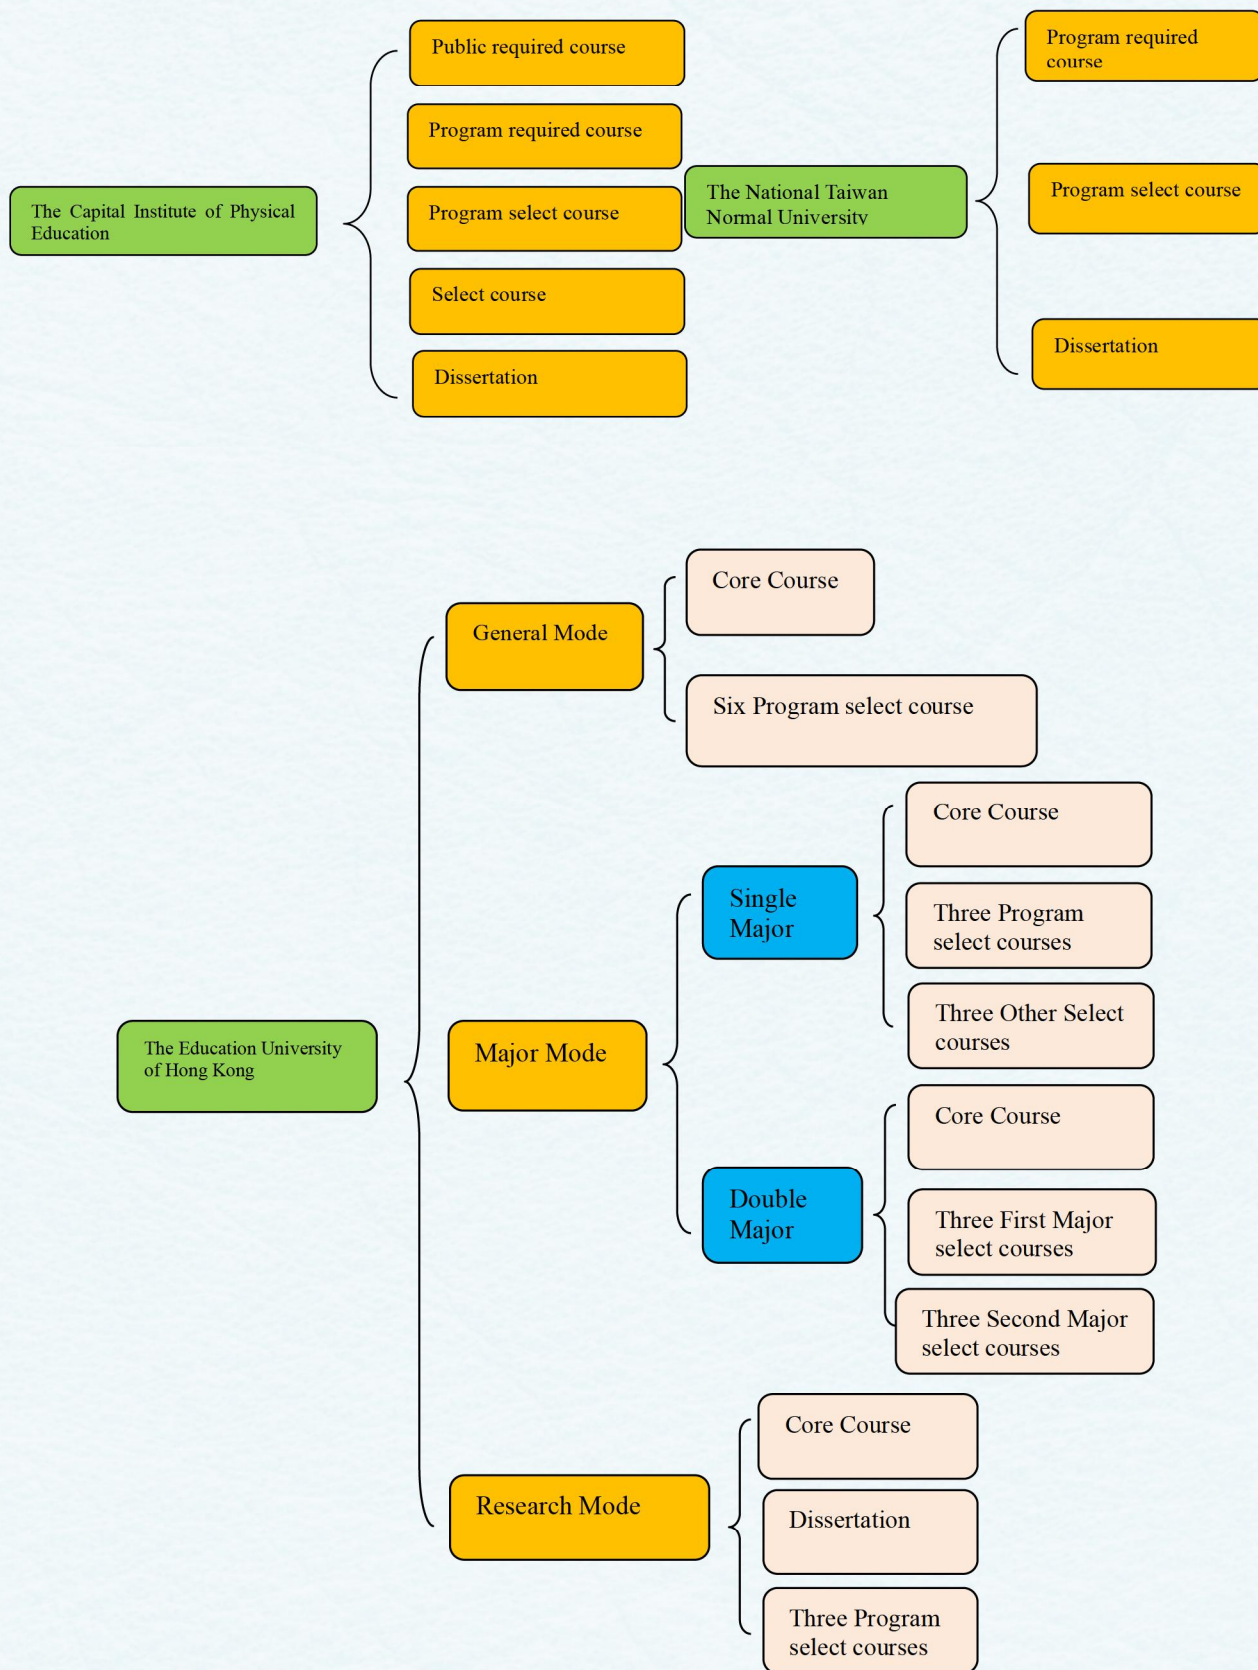 The Capital Institute of Physical
Education
Public required course
Program required course
Program select course
Select course
Dissertation
The National Taiwan
Normal University
Program required
course
Program select course
Dissertation
The Education University
of Hong Kong
General Mode
Core Course
Six Program select course
Major Mode
Single
Major
Core Course
Three Program
select courses
Three Other Select
courses
Double
Major
Core Course
Three First Major
select courses
Three Second Major
select courses
Research Mode
Core Course
Dissertation
Three Program
select courses